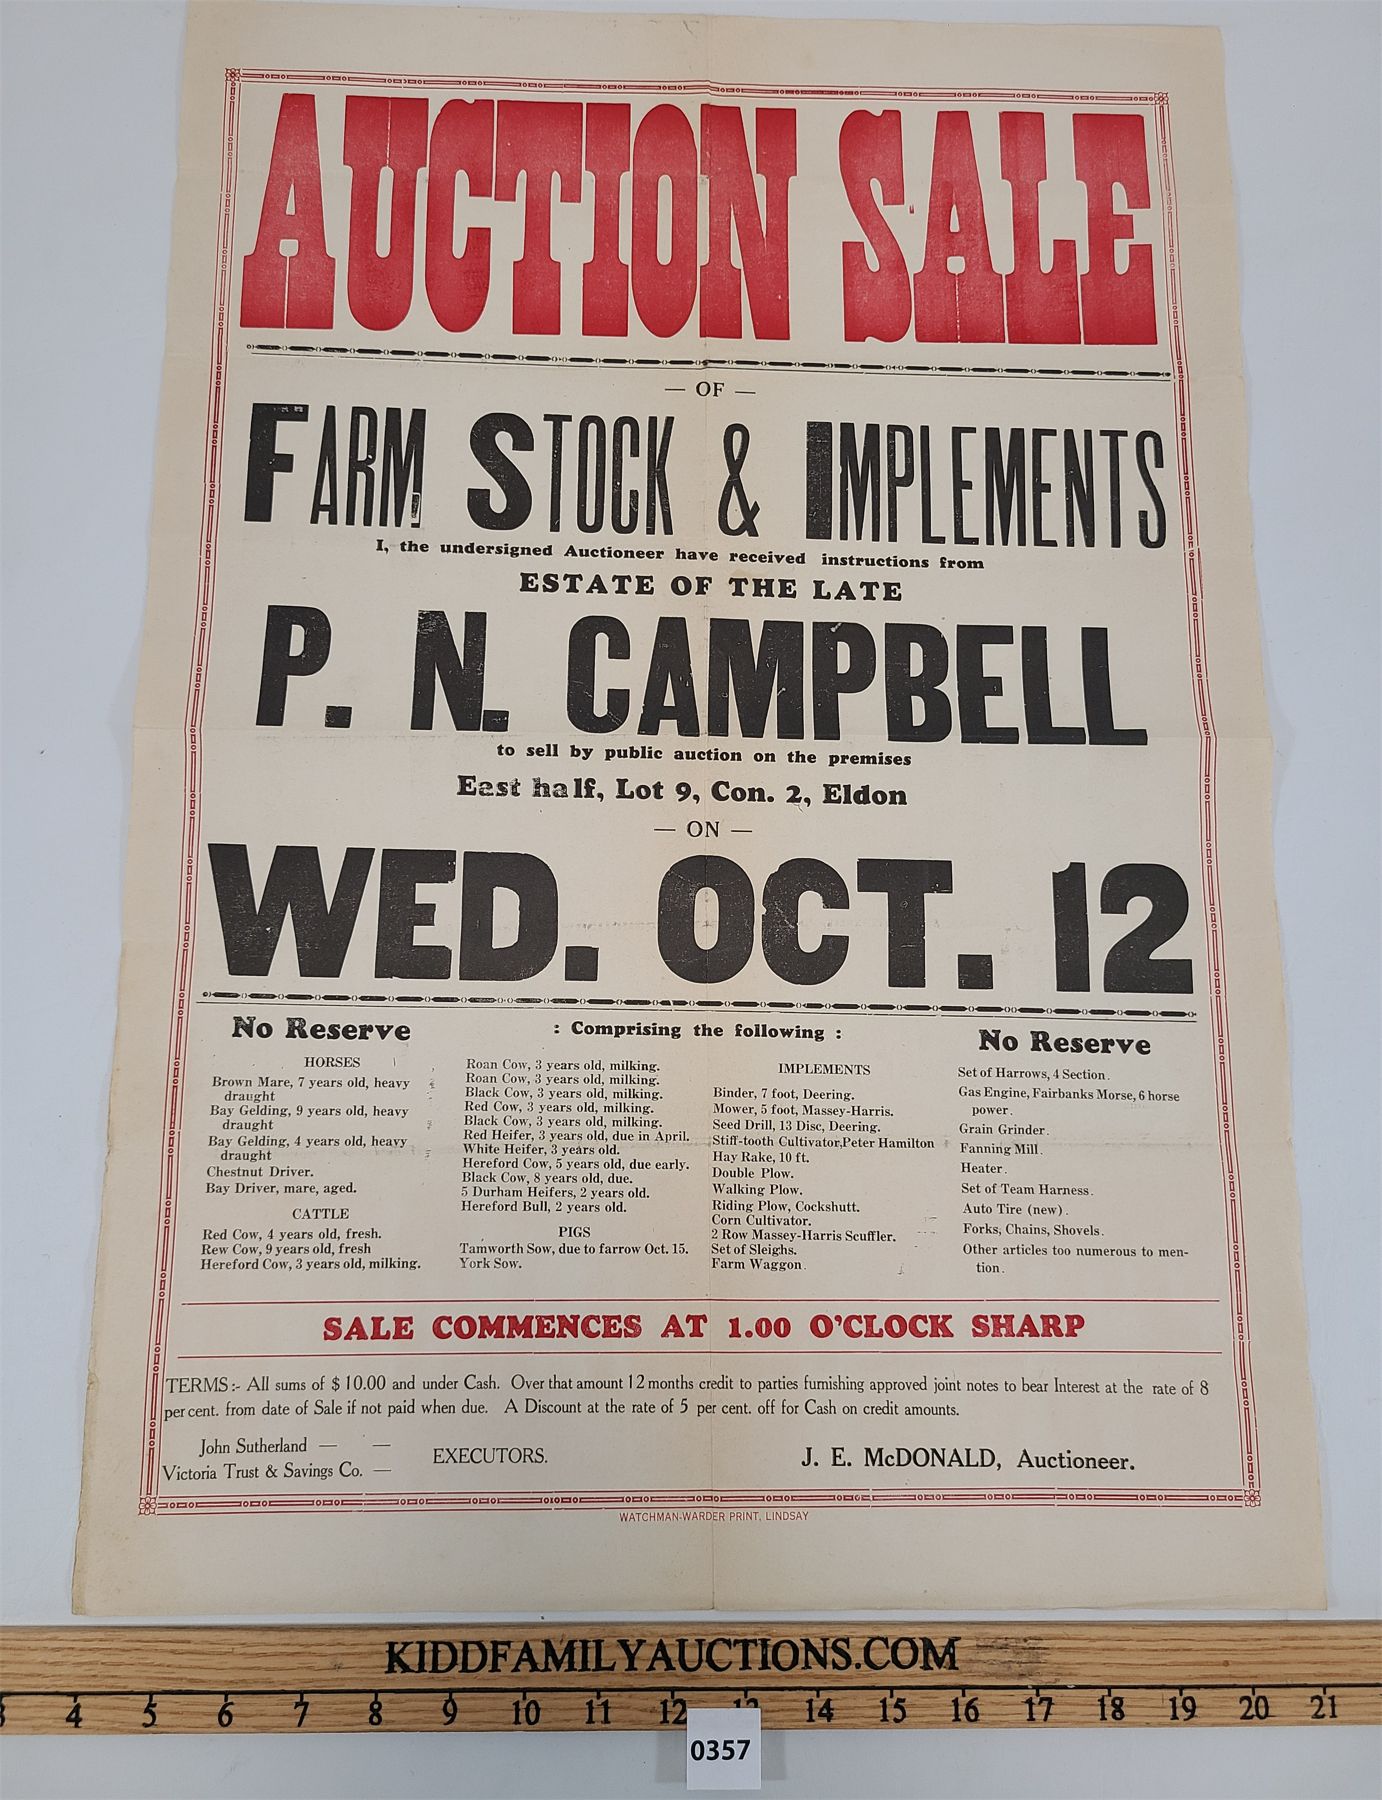 AUCTION SALE
— OF —
FARM STOCK & IMPLEMENTS
I, the undersigned Auctioneer have received instructions from
ESTATE OF THE LATE
P. N. CAMPBELL
to sell by public auction on the premises
East half, Lot 9, Con. 2, Eldon
— ON —
WED. OCT. 12
No Reserve
HORSES
Brown Mare, 7 years old, heavy
draught
Bay Gelding, 9 years old, heavy
draught
Bay Gelding, 4 years old, heavy
draught
Chestnut Driver.
Bay Driver, mare, aged.
CATTLE
Red Cow, 4 years old, fresh.
Rew Cow, 9 years old, fresh
Hereford Cow, 3 years old, milking.
: Comprising the following :
Roan Cow, 3 years old, milking.
Roan Cow, 3 years old, milking.
Black Cow, 3 years old, milking.
Red Cow, 3 years old, milking.
Black Cow, 3 years old, milking.
Red Heifer, 3 years old, due in April.
White Heifer, 3 years old.
Hereford Cow, 5 years old, due early.
Black Cow, 8 years old, due.
5 Durham Heifers, 2 years old.
Hereford Bull, 2 years old.
PIGS
Tamworth Sow, due to farrow Oct. 15.
York Sow.
IMPLEMENTS
Binder, 7 foot, Deering.
Mower, 5 foot, Massey-Harris.
Seed Drill, 13 Disc, Deering.
Stiff-tooth Cultivator,Peter Hamilton
Hay Rake, 10 ft.
Double Plow.
Walking Plow.
Riding Plow, Cockshutt.
Corn Cultivator.
2 Row Massey-Harris Scuffler.
Set of Sleighs.
Farm Waggon.
No Reserve
Set of Harrows, 4 Section.
Gas Engine, Fairbanks Morse, 6 horse
power.
Grain Grinder.
Fanning Mill.
Heater.
Set of Team Harness.
Auto Tire (new).
Forks, Chains, Shovels.
Other articles too numerous to men-
tion.
SALE COMMENCES AT 1.00 O'CLOCK SHARP
TERMS:- All sums of $10.00 and under Cash. Over that amount 12 months credit to parties furnishing approved joint notes to bear Interest at the rate of 8
per cent. from date of Sale if not paid when due. A Discount at the rate of 5 per cent. off for Cash on credit amounts.
John Sutherland — —
Victoria Trust & Savings Co. —
EXECUTORS.
J. E. McDONALD, Auctioneer.
WATCHMAN-WARDER PRINT, LINDSAY
KIDDFAMILYAUCTIONS.COM
3 4 5 6 7 8 9 10 11 12 13 14 15 16 17 18 19 20 21
0357